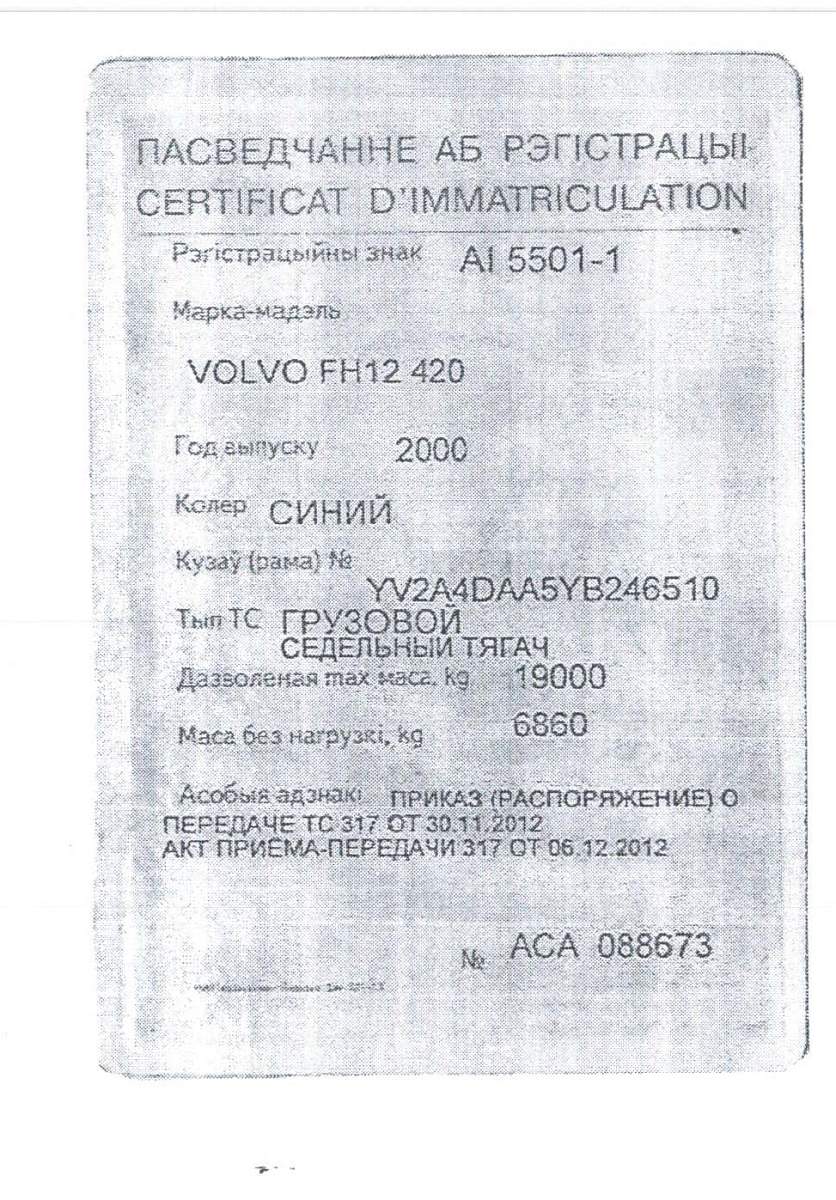 ПАСВЕДЧАННЕ АБ РЭГІСТРАЦЫІ
CERTIFICAT D'IMMATRICULATION
Рэгістрацыйны знак AI 5501-1
Марка-мадэль
VOLVO FH12 420
Год выпуску 2000
Колер СИНИЙ
Кузаў (рама) №
YV2A4DAA5YB246510
Тып ТС ГРУЗОВОЙ
СЕДЕЛЬНЫЙ ТЯГАЧ
Дазволеная max маса, kg 19000
Маса без нагрузкі, kg 6860
Асобыя адзнакі ПРИКАЗ (РАСПОРЯЖЕНИЕ) О
ПЕРЕДАЧЕ ТС 317 ОТ 30.11.2012
АКТ ПРИЕМА-ПЕРЕДАЧИ 317 ОТ 06.12.2012
№ ACA 088673